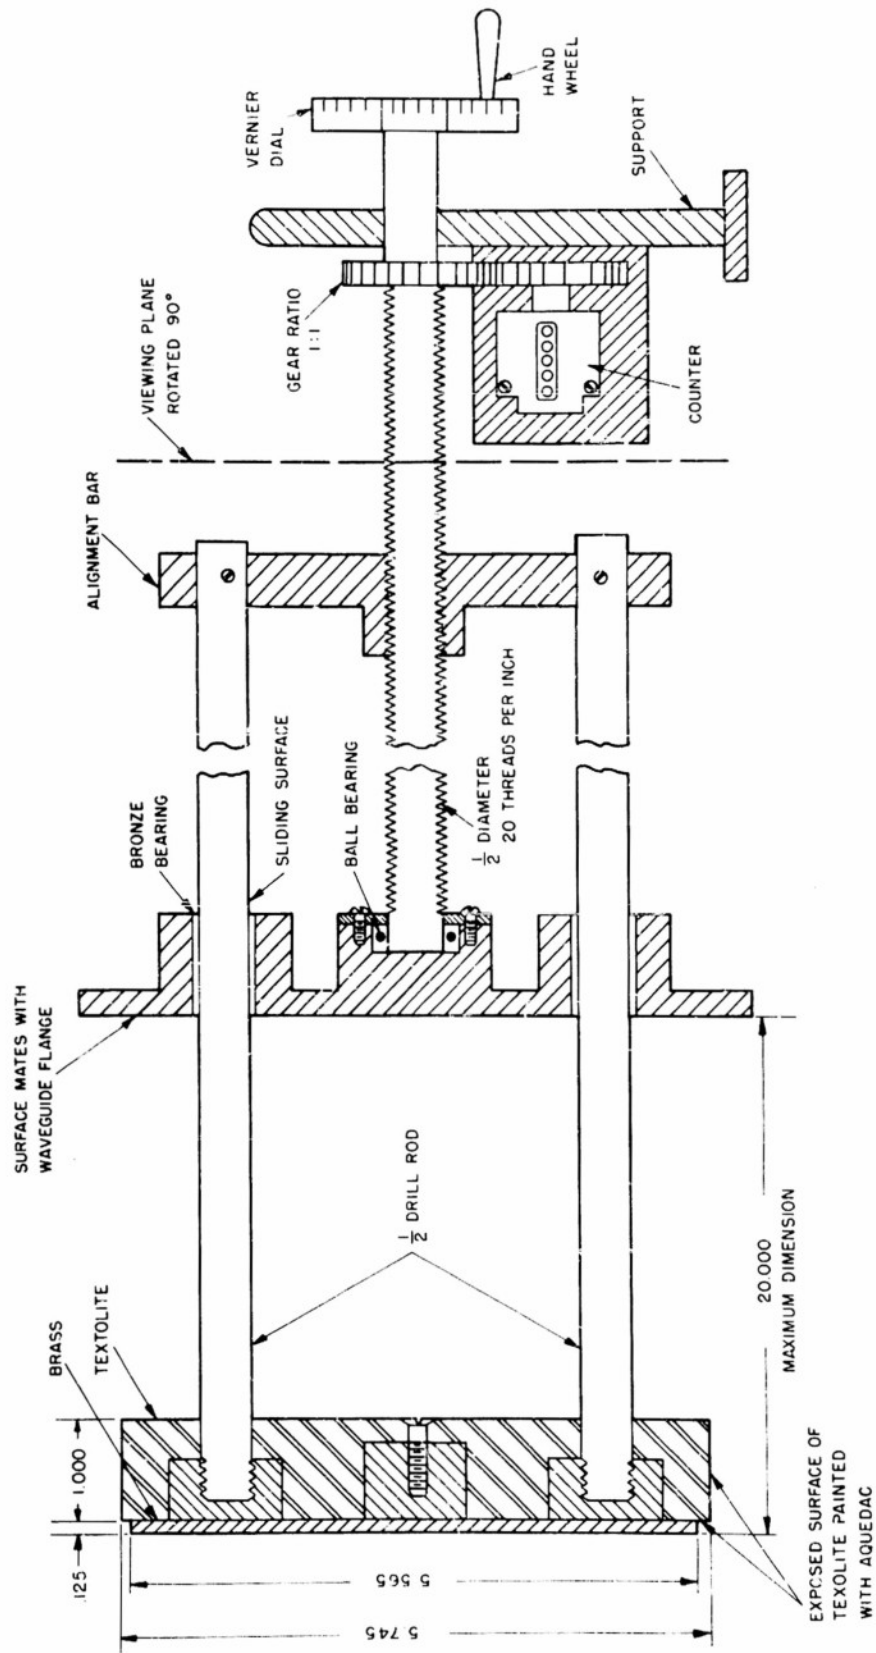 HAND
WHEEL
VERNIER
DIAL
SUPPORT
GEAR RATIO
1:1
VIEWING PLANE
ROTATED 90°
COUNTER
ALIGNMENT BAR
BRONZE
BEARING
SLIDING SURFACE
BALL BEARING
1/2 DIAMETER
20 THREADS PER INCH
SURFACE MATES WITH
WAVEGUIDE FLANGE
1/2 DRILL ROD
20.000
MAXIMUM DIMENSION
BRASS
TEXTOLITE
1.000
.125
5.565
5.745
EXPOSED SURFACE OF
TEXOLITE PAINTED
WITH AQUEDAC